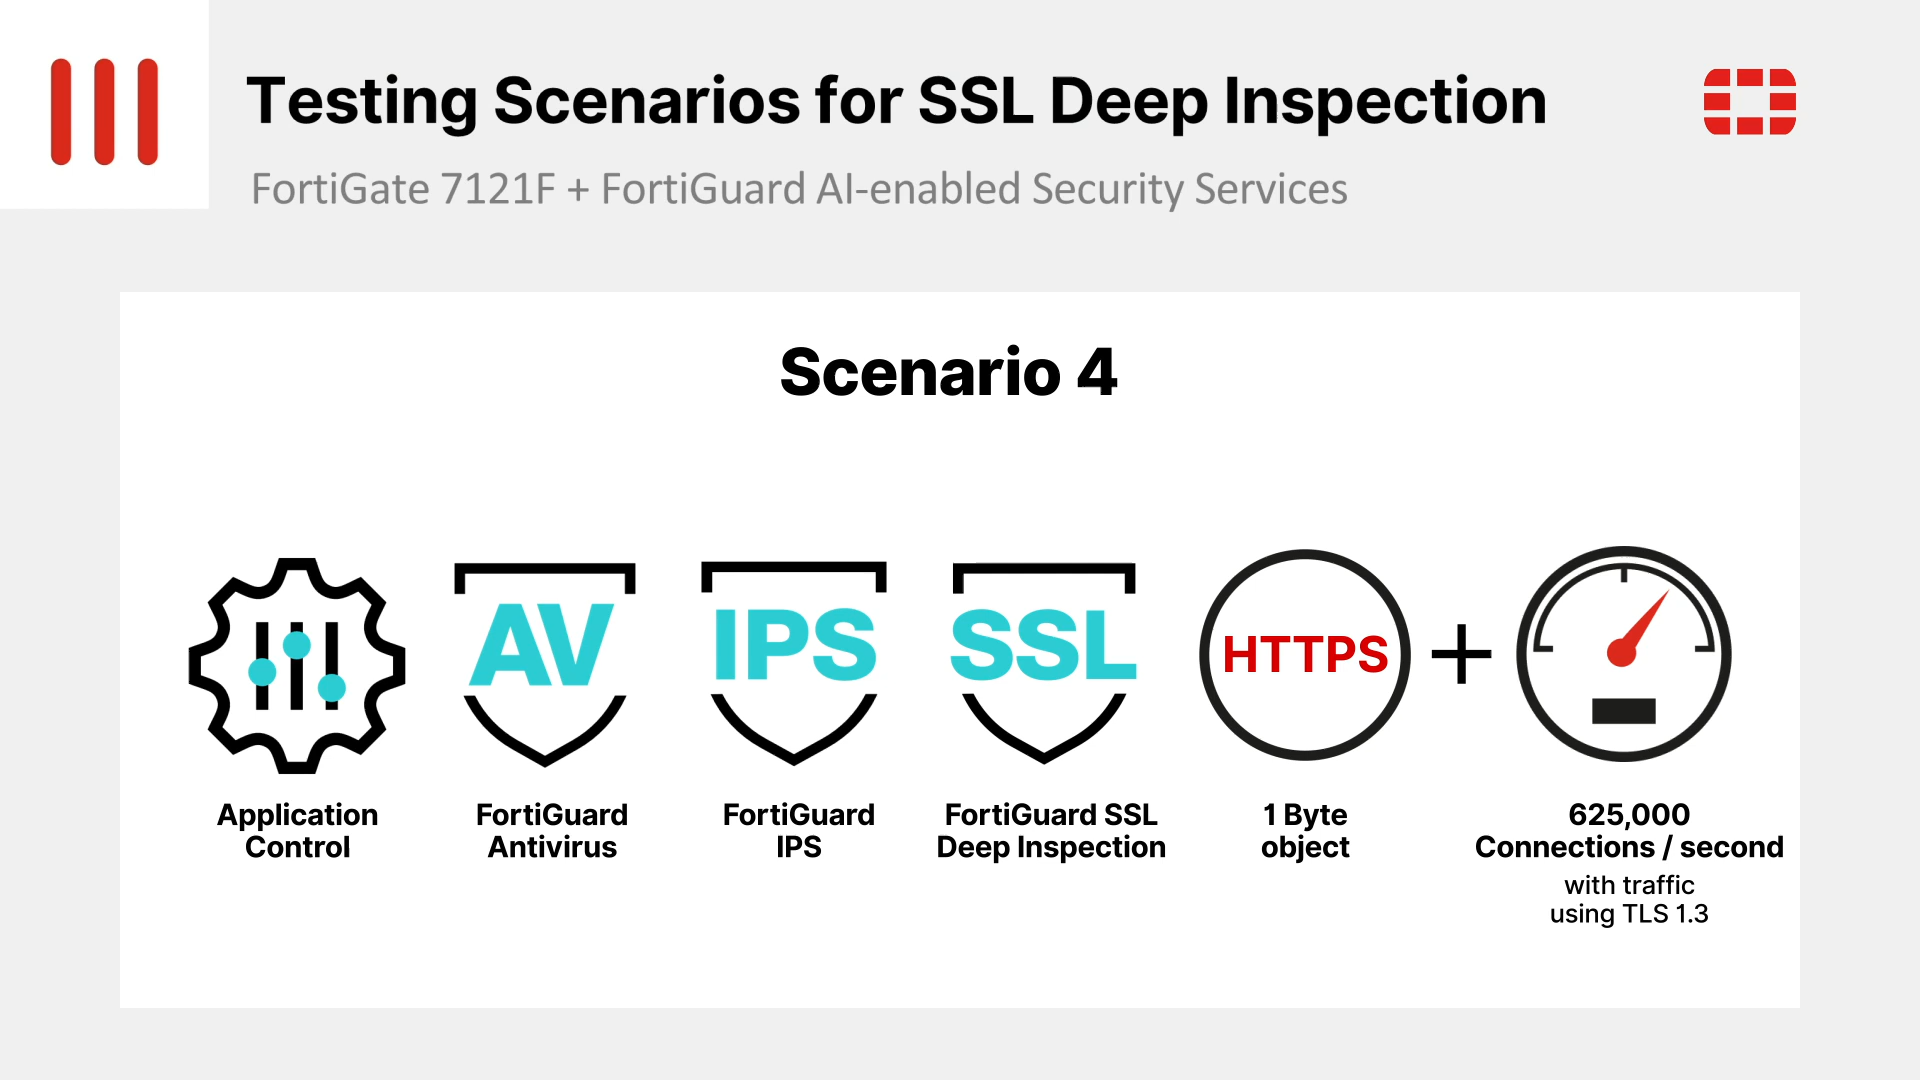 Testing Scenarios for SSL Deep Inspection
FortiGate 7121F + FortiGuard AI-enabled Security Services
Scenario 4
AV
IPS
SSL
HTTPS
+
Application
Control
FortiGuard
Antivirus
FortiGuard
IPS
FortiGuard SSL
Deep Inspection
1 Byte
object
625,000
Connections / second
with traffic
using TLS 1.3